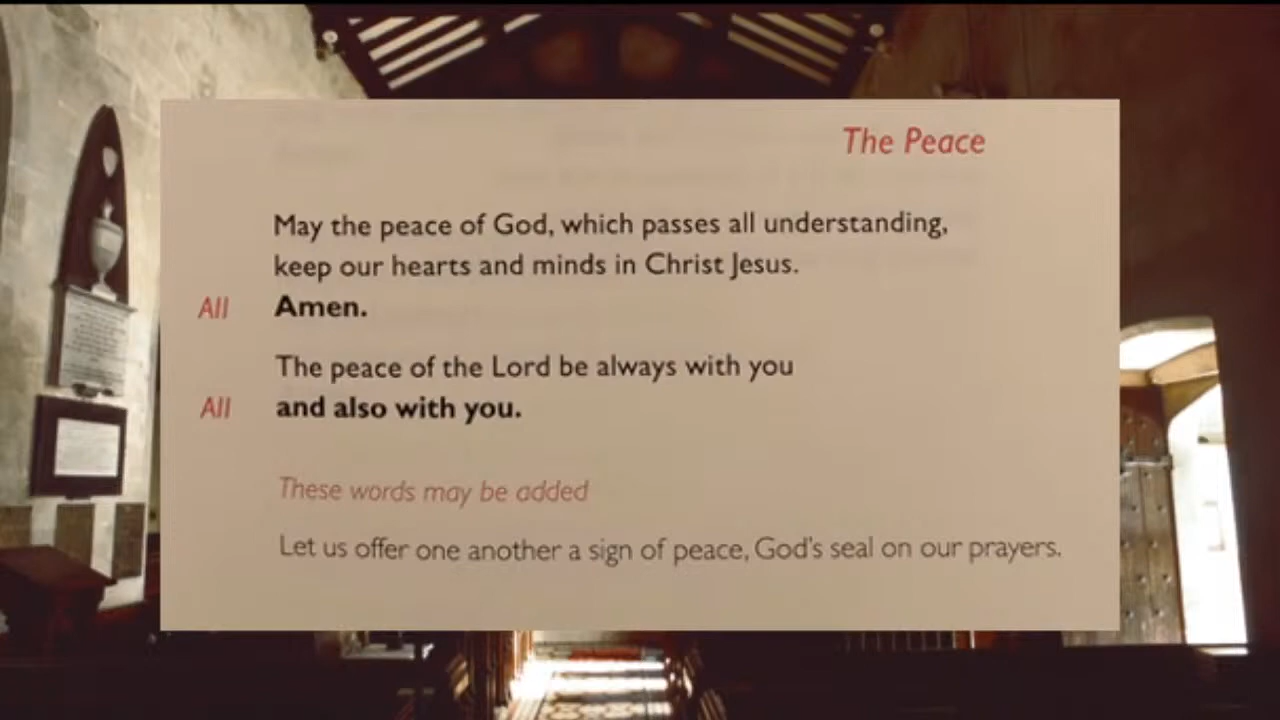 The Peace
May the peace of God, which passes all understanding,
keep our hearts and minds in Christ Jesus.
All Amen.
The peace of the Lord be always with you
All and also with you.
These words may be added
Let us offer one another a sign of peace, God's seal on our prayers.